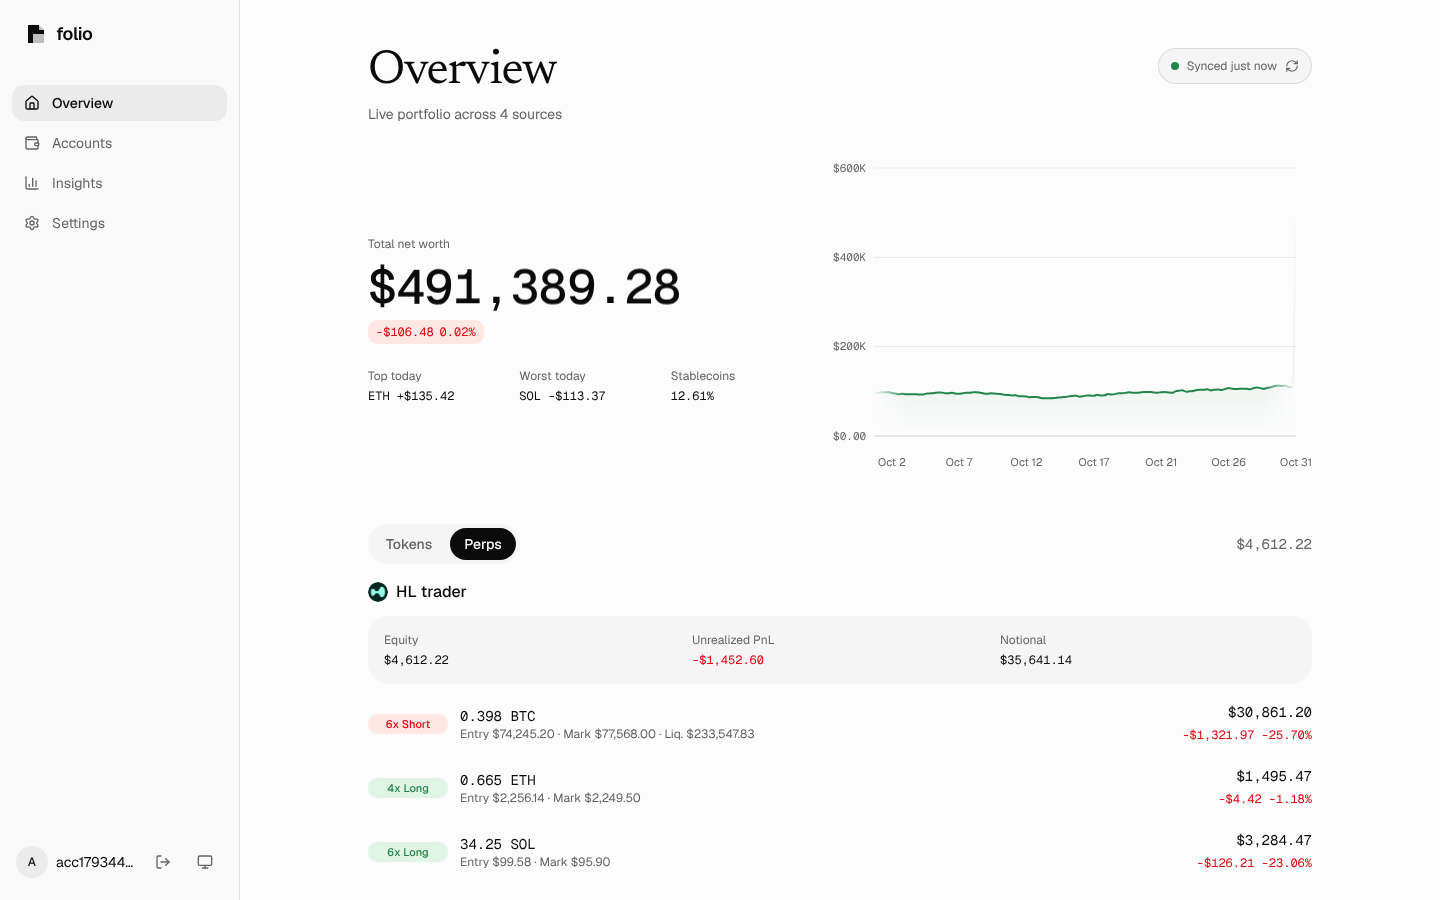 folio
Overview
Accounts
Insights
Settings
A
acc179344...
Overview
Live portfolio across 4 sources
Synced just now
Total net worth
$491,389.28
-$106.48 0.02%
Top today
ETH +$135.42
Worst today
SOL -$113.37
Stablecoins
12.61%
$600K
$400K
$200K
$0.00
Oct 2 Oct 7 Oct 12 Oct 17 Oct 21 Oct 26 Oct 31
Tokens Perps
$4,612.22
HL trader
Equity
$4,612.22
Unrealized PnL
-$1,452.60
Notional
$35,641.14
6x Short
0.398 BTC
Entry $74,245.20 · Mark $77,568.00 · Liq. $233,547.83
$30,861.20
-$1,321.97 -25.70%
4x Long
0.665 ETH
Entry $2,256.14 · Mark $2,249.50
$1,495.47
-$4.42 -1.18%
6x Long
34.25 SOL
Entry $99.58 · Mark $95.90
$3,284.47
-$126.21 -23.06%